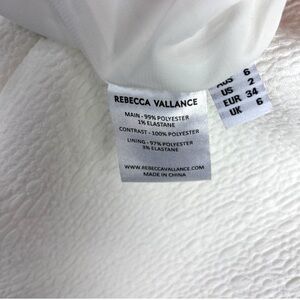 REBECCA VALLANCE
MAIN - 99% POLYESTER
1% ELASTANE
CONTRAST - 100% POLYESTER
LINING - 97% POLYESTER
3% ELASTANE
WWW.REBECCAVALLANCE.COM
MADE IN CHINA
AUS 6
US 2
EUR 34
UK 6